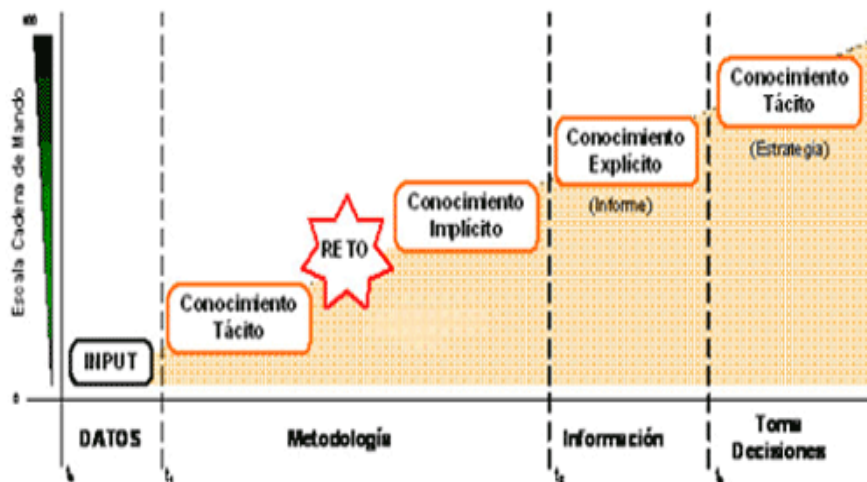 Escala Cadena de Mando
0
INPUT
Conocimiento
Tácito
RETO
Conocimiento
Implícito
Conocimiento
Explícito
(Informe)
Conocimiento
Tácito
(Estrategia)
DATOS
Metodología
Información
Toma
Decisiones